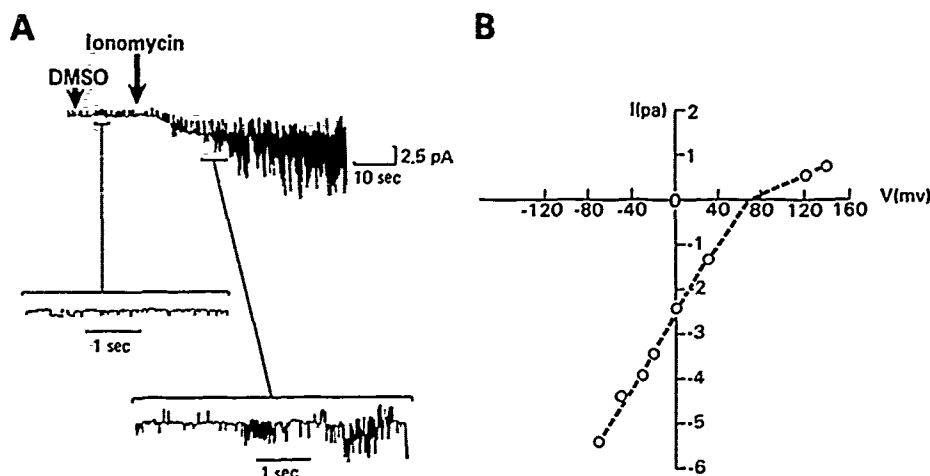 A
Ionomycin
DMSO
2.5 pA
10 sec
1 sec
1 sec
B
I(pa)
2
1
V(mv)
-120 -80 -40 0 40 80 120 160
-1
-2
-3
-4
-5
-6